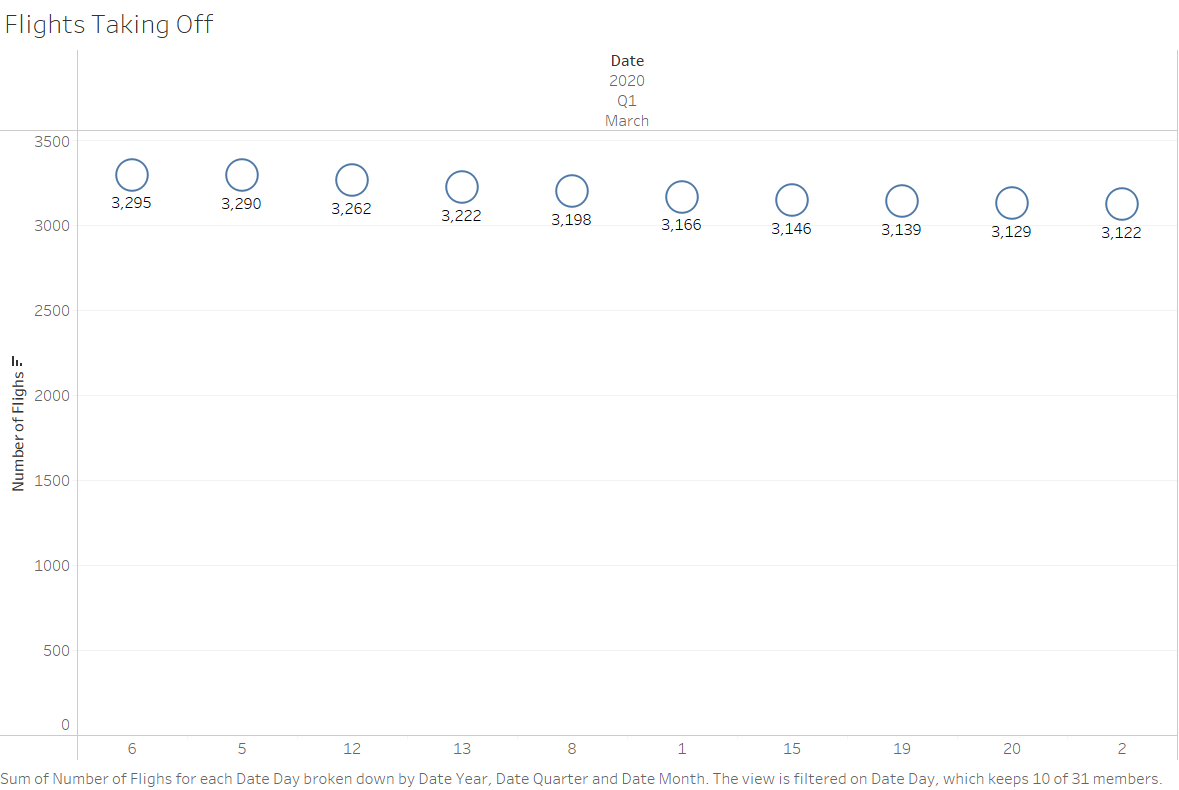 Flights Taking Off
Date
2020
Q1
March
3500
3000
2500
2000
1500
1000
500
0
Number of Flighs
3,295
3,290
3,262
3,222
3,198
3,166
3,146
3,139
3,129
3,122
6 5 12 13 8 1 15 19 20 2
Sum of Number of Flighs for each Date Day broken down by Date Year, Date Quarter and Date Month. The view is filtered on Date Day, which keeps 10 of 31 members.